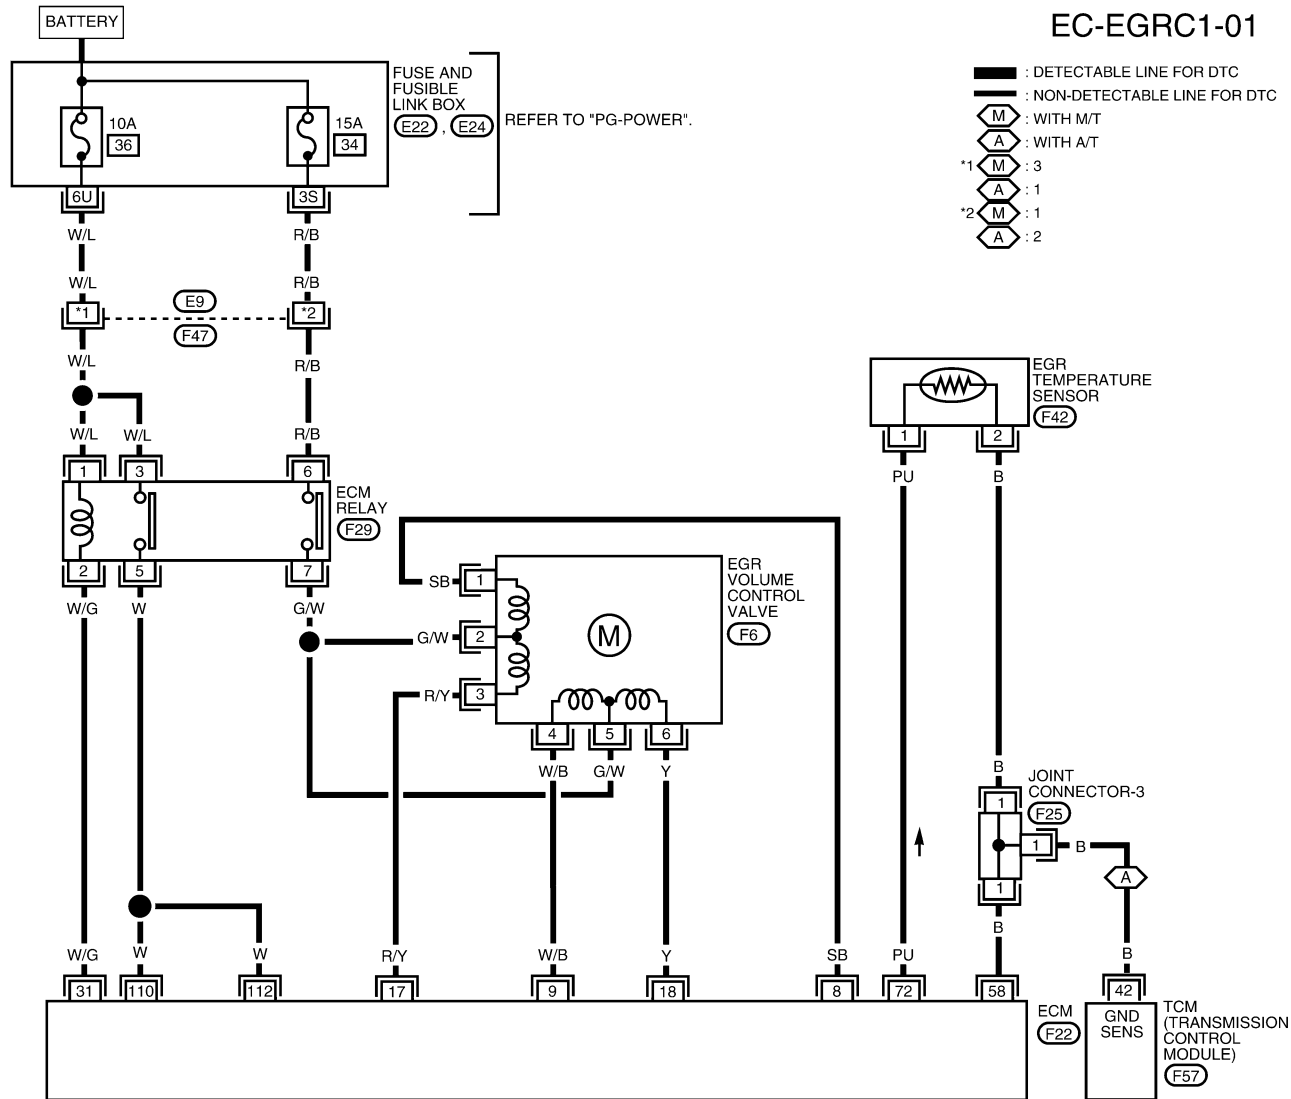 BATTERY
EC-EGRC1-01
: DETECTABLE LINE FOR DTC
: NON-DETECTABLE LINE FOR DTC
M : WITH M/T
A : WITH A/T
*1 M : 3
A : 1
*2 M : 1
A : 2
FUSE AND
FUSIBLE
LINK BOX
E22 , E24
REFER TO "PG-POWER".
10A
36
15A
34
6U
3S
W/L
R/B
W/L
R/B
*1
E9
F47
*2
W/L
R/B
W/L
W/L
R/B
1
3
6
ECM
RELAY
F29
2
5
7
W/G
W
G/W
EGR
TEMPERATURE
SENSOR
F42
1
2
PU
B
SB
1
G/W
2
R/Y
3
M
EGR
VOLUME
CONTROL
VALVE
F6
4
5
6
W/B
G/W
Y
B
JOINT
CONNECTOR-3
F25
1
1
B
1
A
B
W/G
W
W
R/Y
W/B
Y
SB
PU
B
31
110
112
17
9
18
8
72
58
42
ECM
F22
GND
SENS
TCM
(TRANSMISSION
CONTROL
MODULE)
F57